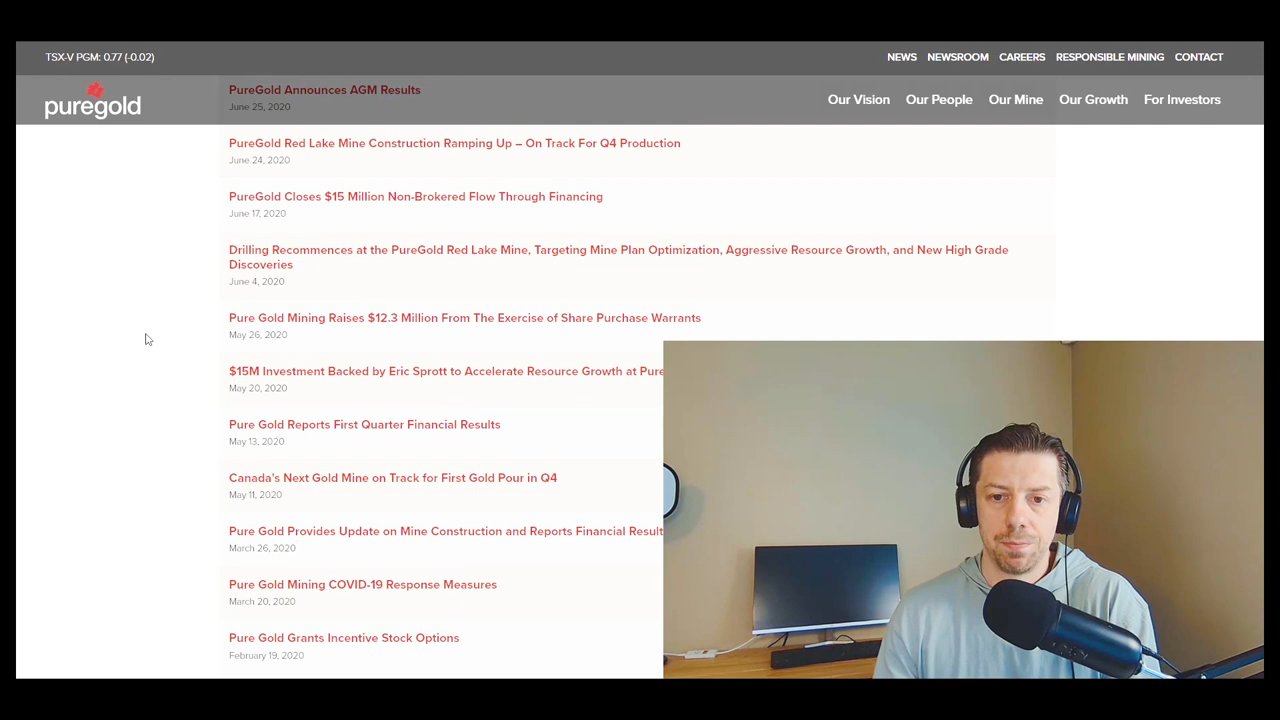 TSX-V PGM: 0.77 (-0.02)
NEWS NEWSROOM CAREERS RESPONSIBLE MINING CONTACT
puregold
Our Vision Our People Our Mine Our Growth For Investors
PureGold Announces AGM Results
June 25, 2020
PureGold Red Lake Mine Construction Ramping Up – On Track For Q4 Production
June 24, 2020
PureGold Closes $15 Million Non-Brokered Flow Through Financing
June 17, 2020
Drilling Recommences at the PureGold Red Lake Mine, Targeting Mine Plan Optimization, Aggressive Resource Growth, and New High Grade
Discoveries
June 4, 2020
Pure Gold Mining Raises $12.3 Million From The Exercise of Share Purchase Warrants
May 26, 2020
$15M Investment Backed by Eric Sprott to Accelerate Resource Growth at Pure
May 20, 2020
Pure Gold Reports First Quarter Financial Results
May 13, 2020
Canada's Next Gold Mine on Track for First Gold Pour in Q4
May 11, 2020
Pure Gold Provides Update on Mine Construction and Reports Financial Result
March 26, 2020
Pure Gold Mining COVID-19 Response Measures
March 20, 2020
Pure Gold Grants Incentive Stock Options
February 19, 2020